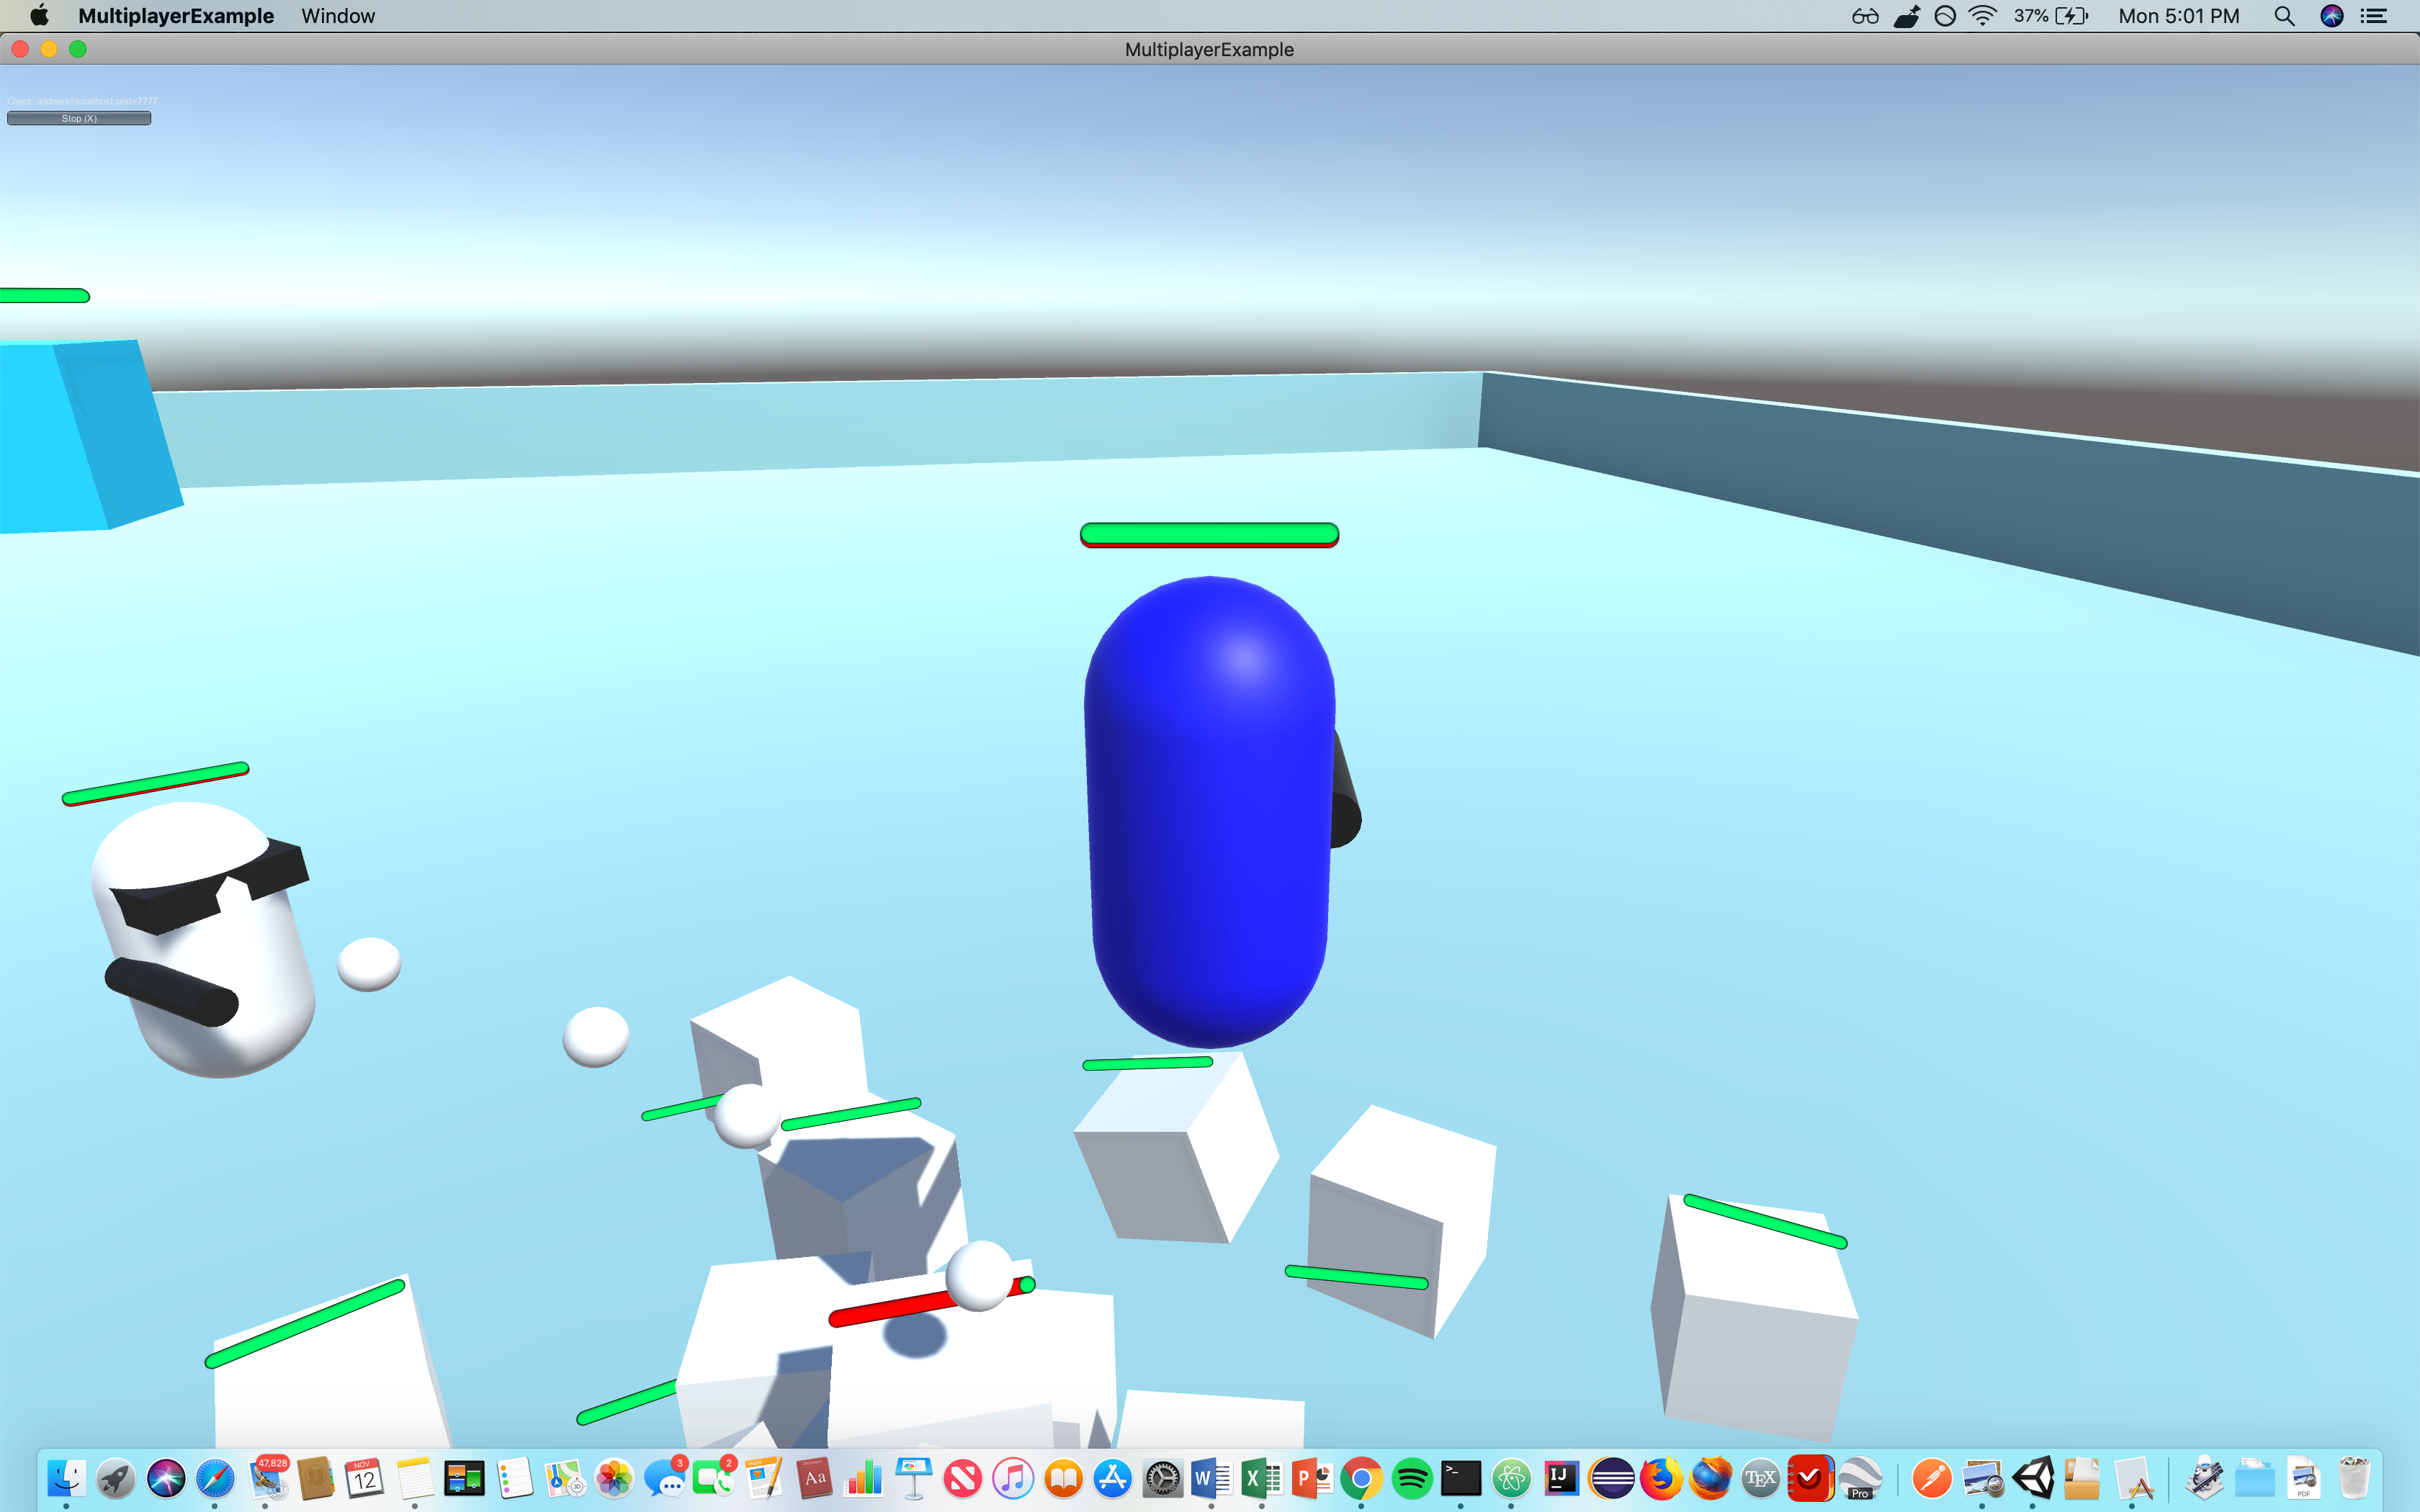 MultiplayerExample Window 37% Mon 5:01 PM
MultiplayerExample
Client: address=localhost port=7777
Stop (X)
47,828
NOV
12
3
2
Aa
W
X
P
>_
IJ
TEX
Pro
PDF